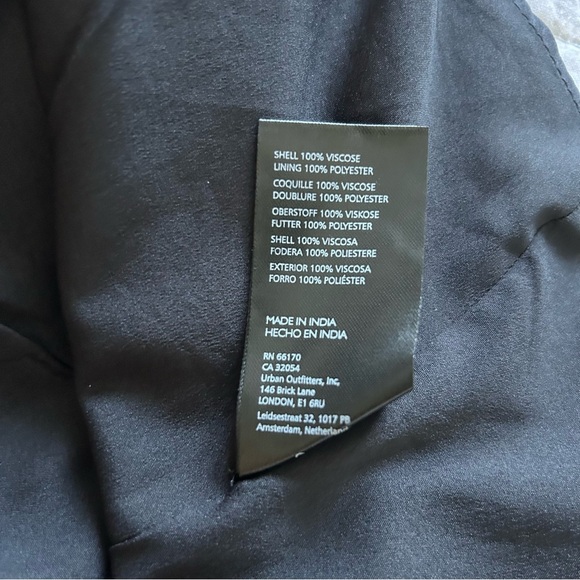 SHELL 100% VISCOSE
LINING 100% POLYESTER
COQUILLE 100% VISCOSE
DOUBLURE 100% POLYESTER
OBERSTOFF 100% VISKOSE
FUTTER 100% POLYESTER
SHELL 100% VISCOSA
FODERA 100% POLIESTERE
EXTERIOR 100% VISCOSA
FORRO 100% POLIÉSTER
MADE IN INDIA
HECHO EN INDIA
RN 66170
CA 32054
Urban Outfitters, Inc,
146 Brick Lane
LONDON, E1 6RU
Leidsestraat 32, 1017 PB
Amsterdam,